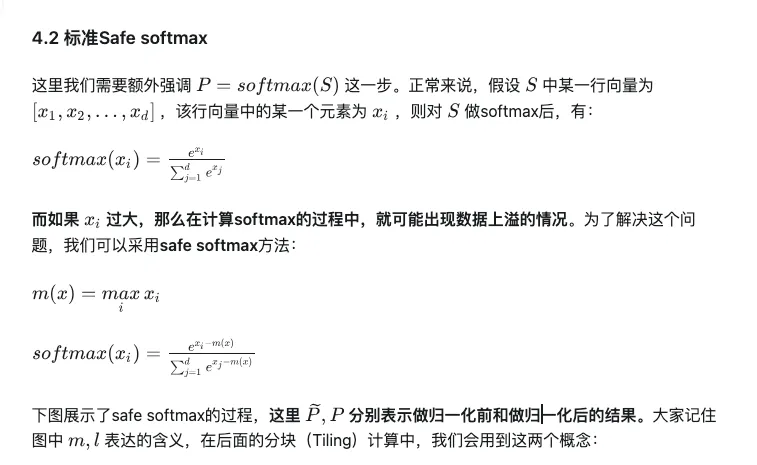 4.2 标准Safe softmax
这里我们需要额外强调 P = softmax(S) 这一步。正常来说，假设 S 中某一行向量为
[x_1, x_2, ..., x_d]，该行向量中的某一个元素为 x_i，则对 S 做softmax后，有：
softmax(x_i) = \frac{e^{x_i}}{\sum_{j=1}^{d} e^{x_j}}
而如果 x_i 过大，那么在计算softmax的过程中，就可能出现数据上溢的情况。为了解决这个问
题，我们可以采用safe softmax方法：
m(x) = \underset{i}{max} x_i
softmax(x_i) = \frac{e^{x_i-m(x)}}{\sum_{j=1}^{d} e^{x_j-m(x)}}
下图展示了safe softmax的过程，这里 \widetilde{P}, P 分别表示做归一化前和做归一化后的结果。大家记住
图中 m, l 表达的含义，在后面的分块（Tiling）计算中，我们会用到这两个概念：